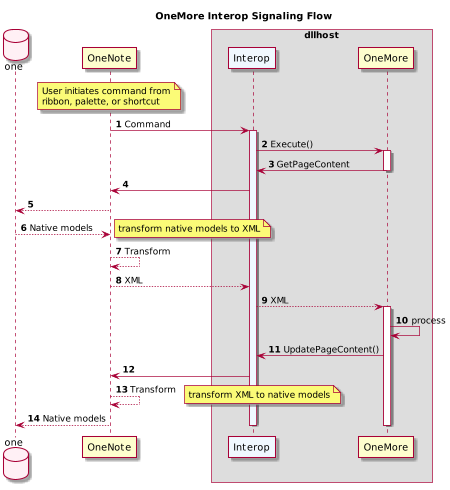 OneMore Interop Signaling Flow
dllhost
one
OneNote
Interop
OneMore
User initiates command from
ribbon, palette, or shortcut
1 Command
2 Execute()
3 GetPageContent
4
5
6 Native models
transform native models to XML
7 Transform
8 XML
9 XML
10 process
11 UpdatePageContent()
12
13 Transform
transform XML to native models
14 Native models
one
OneNote
Interop
OneMore